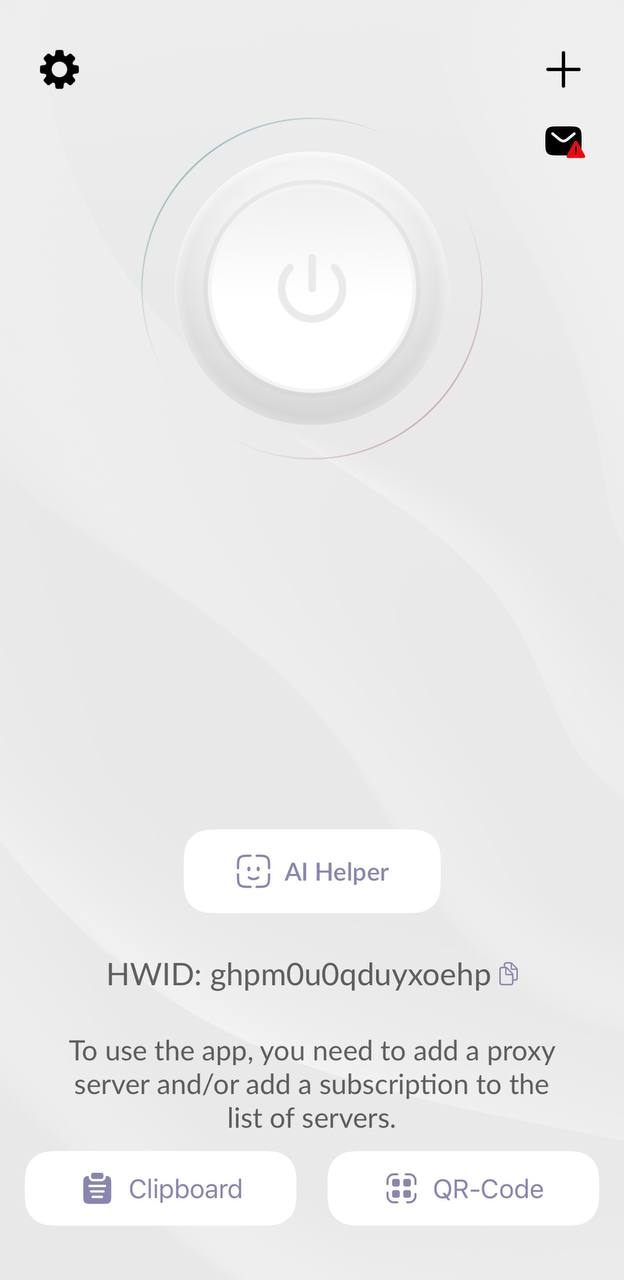 AI Helper
HWID: ghpm0u0qduyxoehp
To use the app, you need to add a proxy
server and/or add a subscription to the
list of servers.
Clipboard
QR-Code